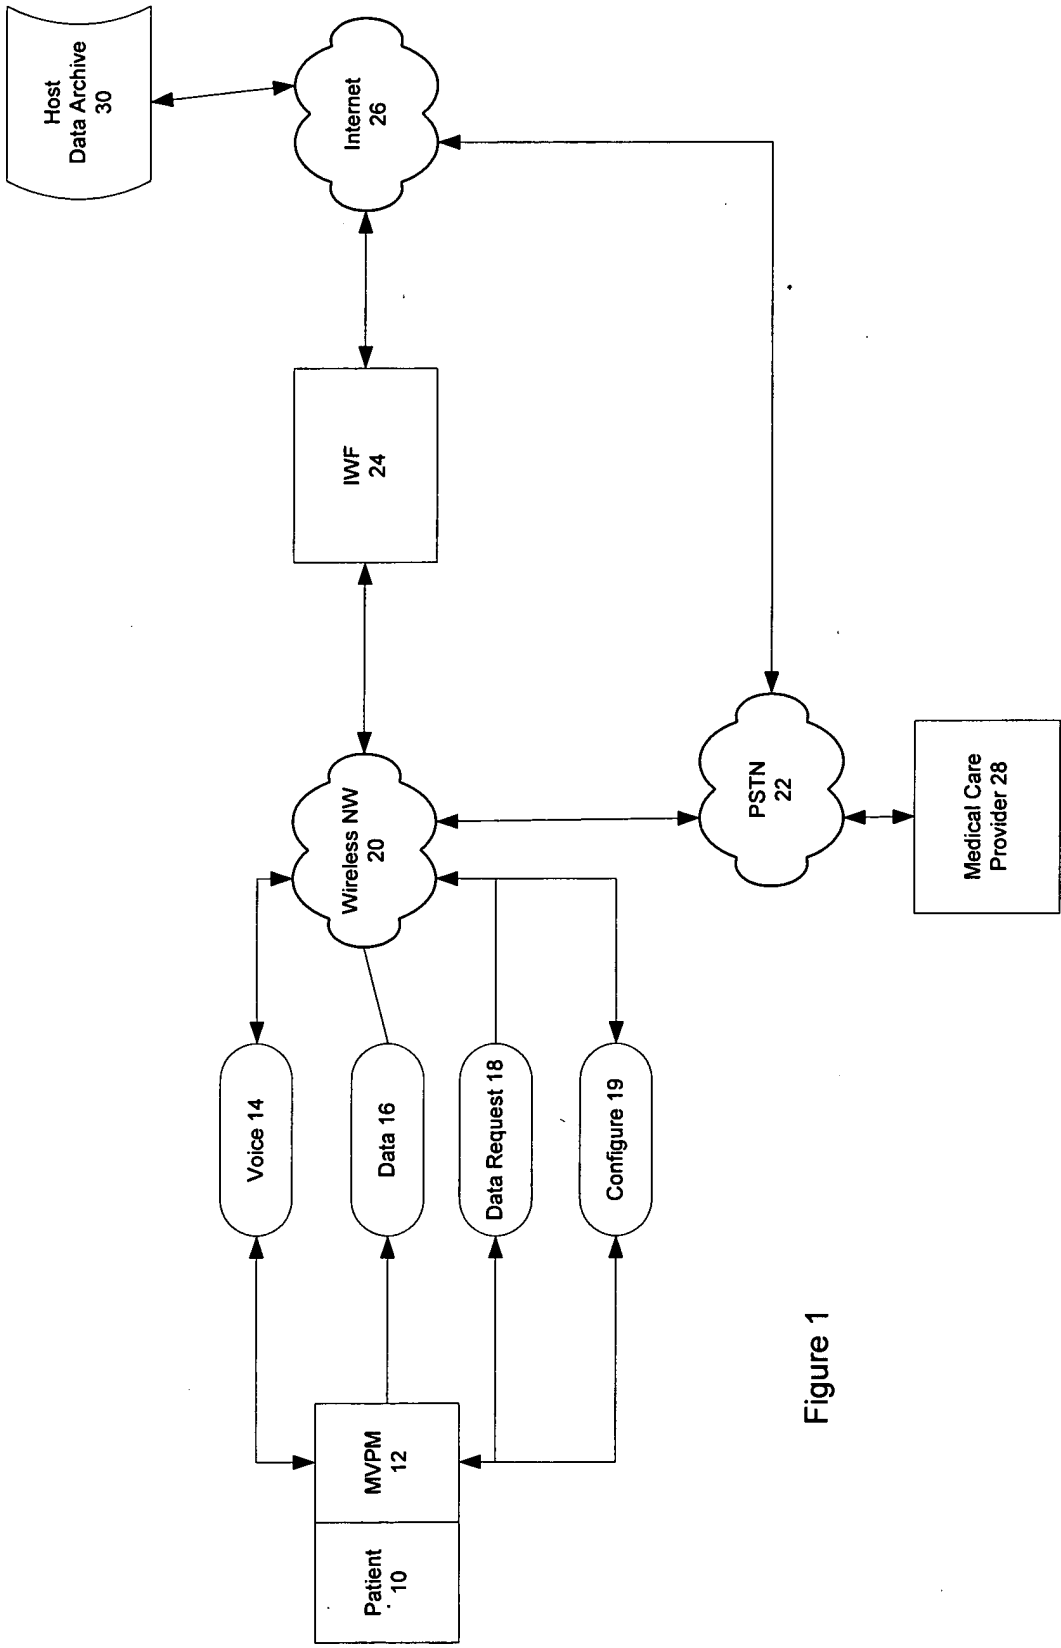 Host
Data Archive
30
Internet
26
IWF
24
Wireless NW
20
PSTN
22
Medical Care
Provider 28
Voice 14
Data 16
Data Request 18
Configure 19
MVPM
12
Patient
10
Figure 1